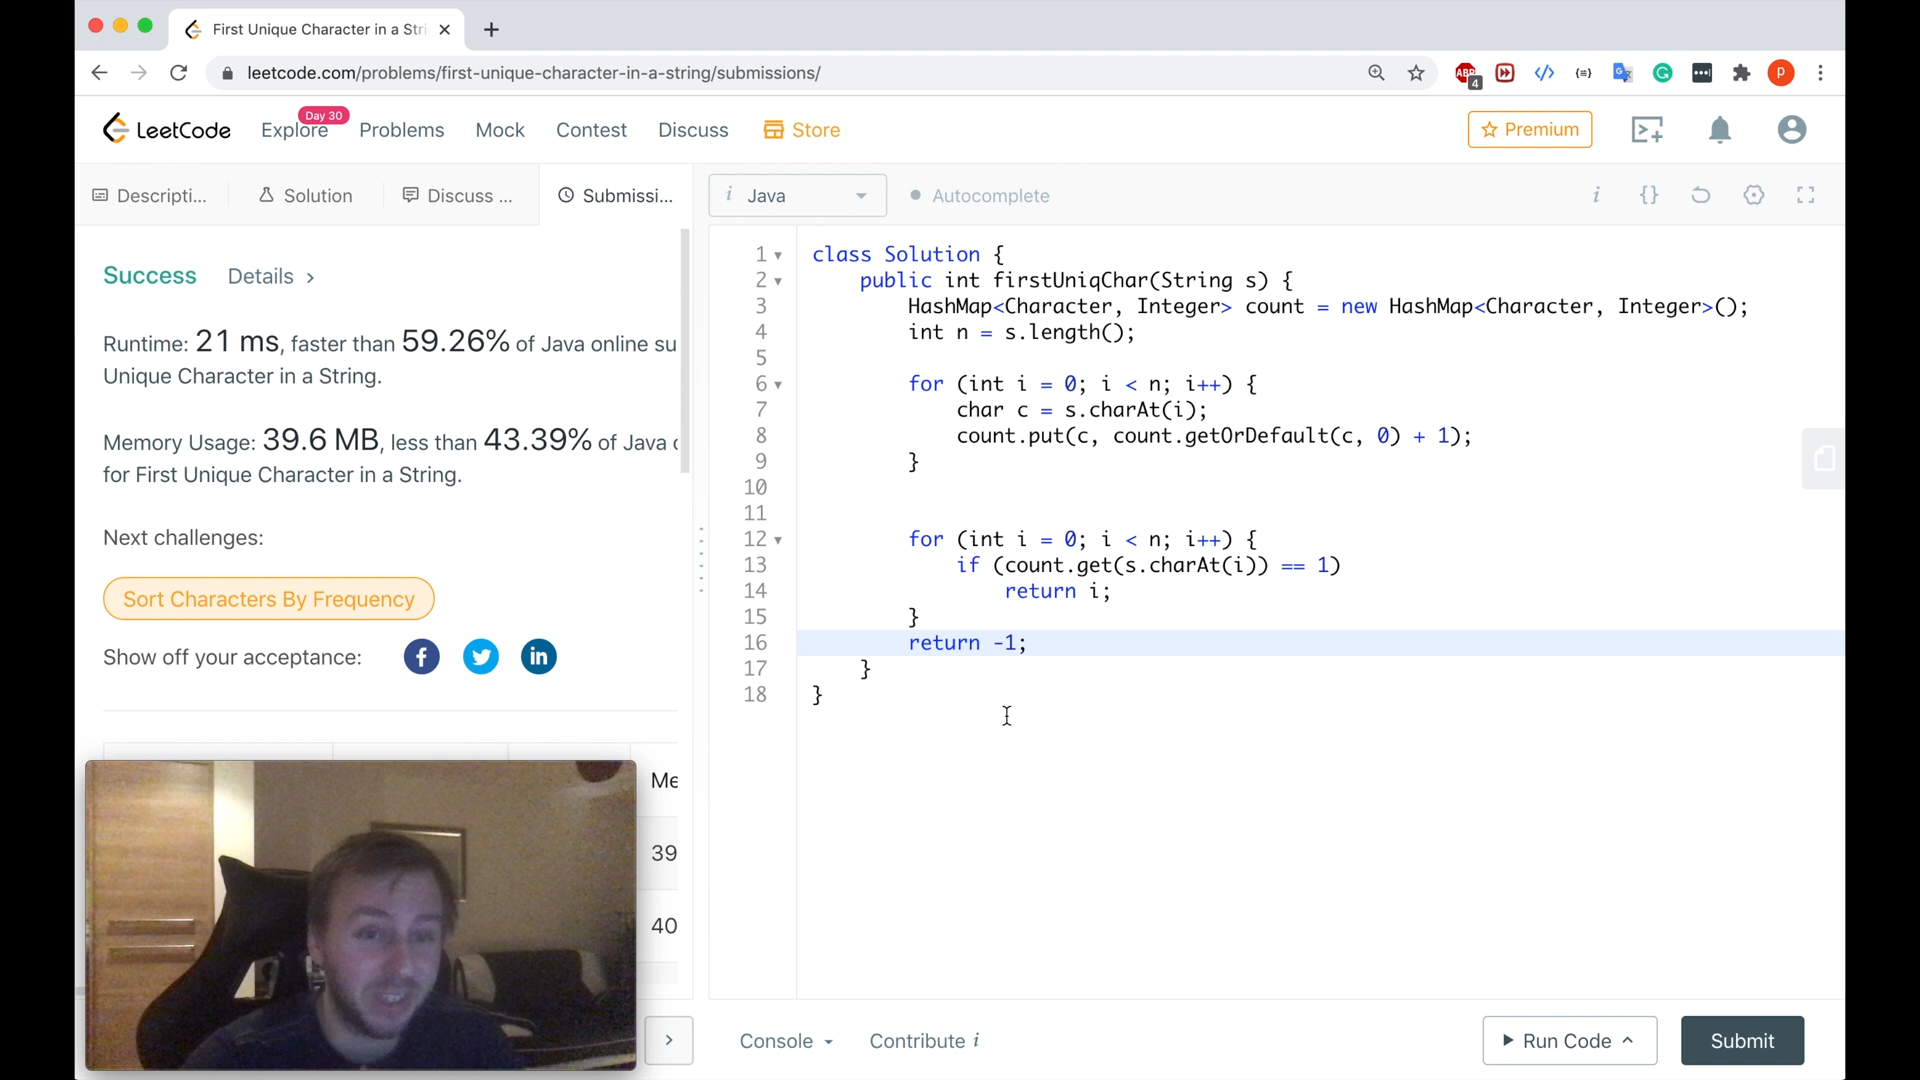 First Unique Character in a Stri
leetcode.com/problems/first-unique-character-in-a-string/submissions/
ABP
4
P
LeetCode
Explore
Day 30
Problems
Mock
Contest
Discuss
Store
Premium
Descripti...
Solution
Discuss ...
Submissi...
i Java
Autocomplete
i
{}
Success
Details >
Runtime: 21 ms, faster than 59.26% of Java online su
Unique Character in a String.
Memory Usage: 39.6 MB, less than 43.39% of Java
for First Unique Character in a String.
Next challenges:
Sort Characters By Frequency
Show off your acceptance:
Me
39
40
1 class Solution {
2 public int firstUniqChar(String s) {
3 HashMap<Character, Integer> count = new HashMap<Character, Integer>();
4 int n = s.length();
5
6 for (int i = 0; i < n; i++) {
7 char c = s.charAt(i);
8 count.put(c, count.getOrDefault(c, 0) + 1);
9 }
10
11
12 for (int i = 0; i < n; i++) {
13 if (count.get(s.charAt(i)) == 1)
14 return i;
15 }
16 return -1;
17 }
18 }
Console
Contribute i
Run Code
Submit